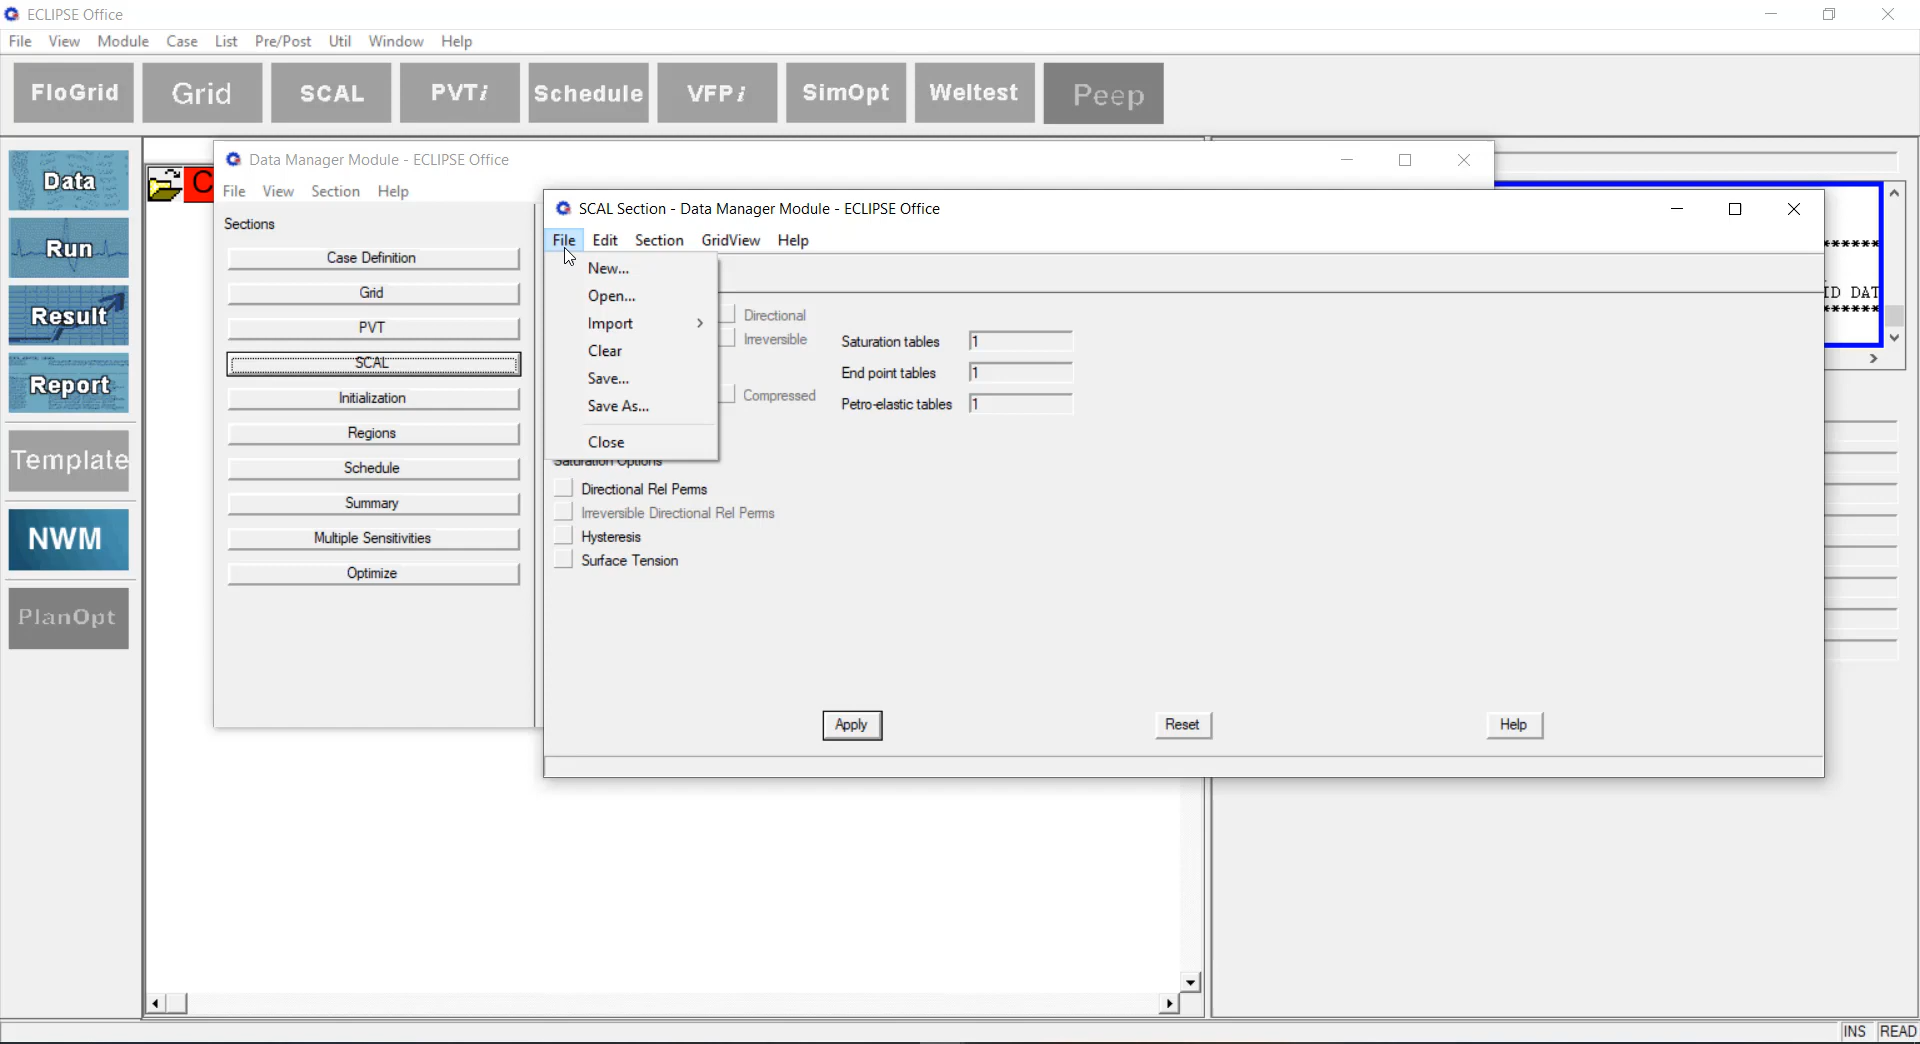 ECLIPSE Office
File View Module Case List Pre/Post Util Window Help
FloGrid Grid SCAL PVTi Schedule VFPi SimOpt Weltest Peep
Data
Run
Result
Report
Template
NWM
PlanOpt
C
Data Manager Module - ECLIPSE Office
File View Section Help
Sections
Case Definition
Grid
PVT
SCAL
Initialization
Regions
Schedule
Summary
Multiple Sensitivities
Optimize
SCAL Section - Data Manager Module - ECLIPSE Office
File Edit Section GridView Help
New...
Open...
Import
Clear
Save...
Save As...
Close
Directional
Irreversible
Compressed
Saturation tables 1
End point tables 1
Petro-elastic tables 1
Saturation Options
Directional Rel Perms
Irreversible Directional Rel Perms
Hysteresis
Surface Tension
Apply Reset Help
******
ID DAT
******
INS READ